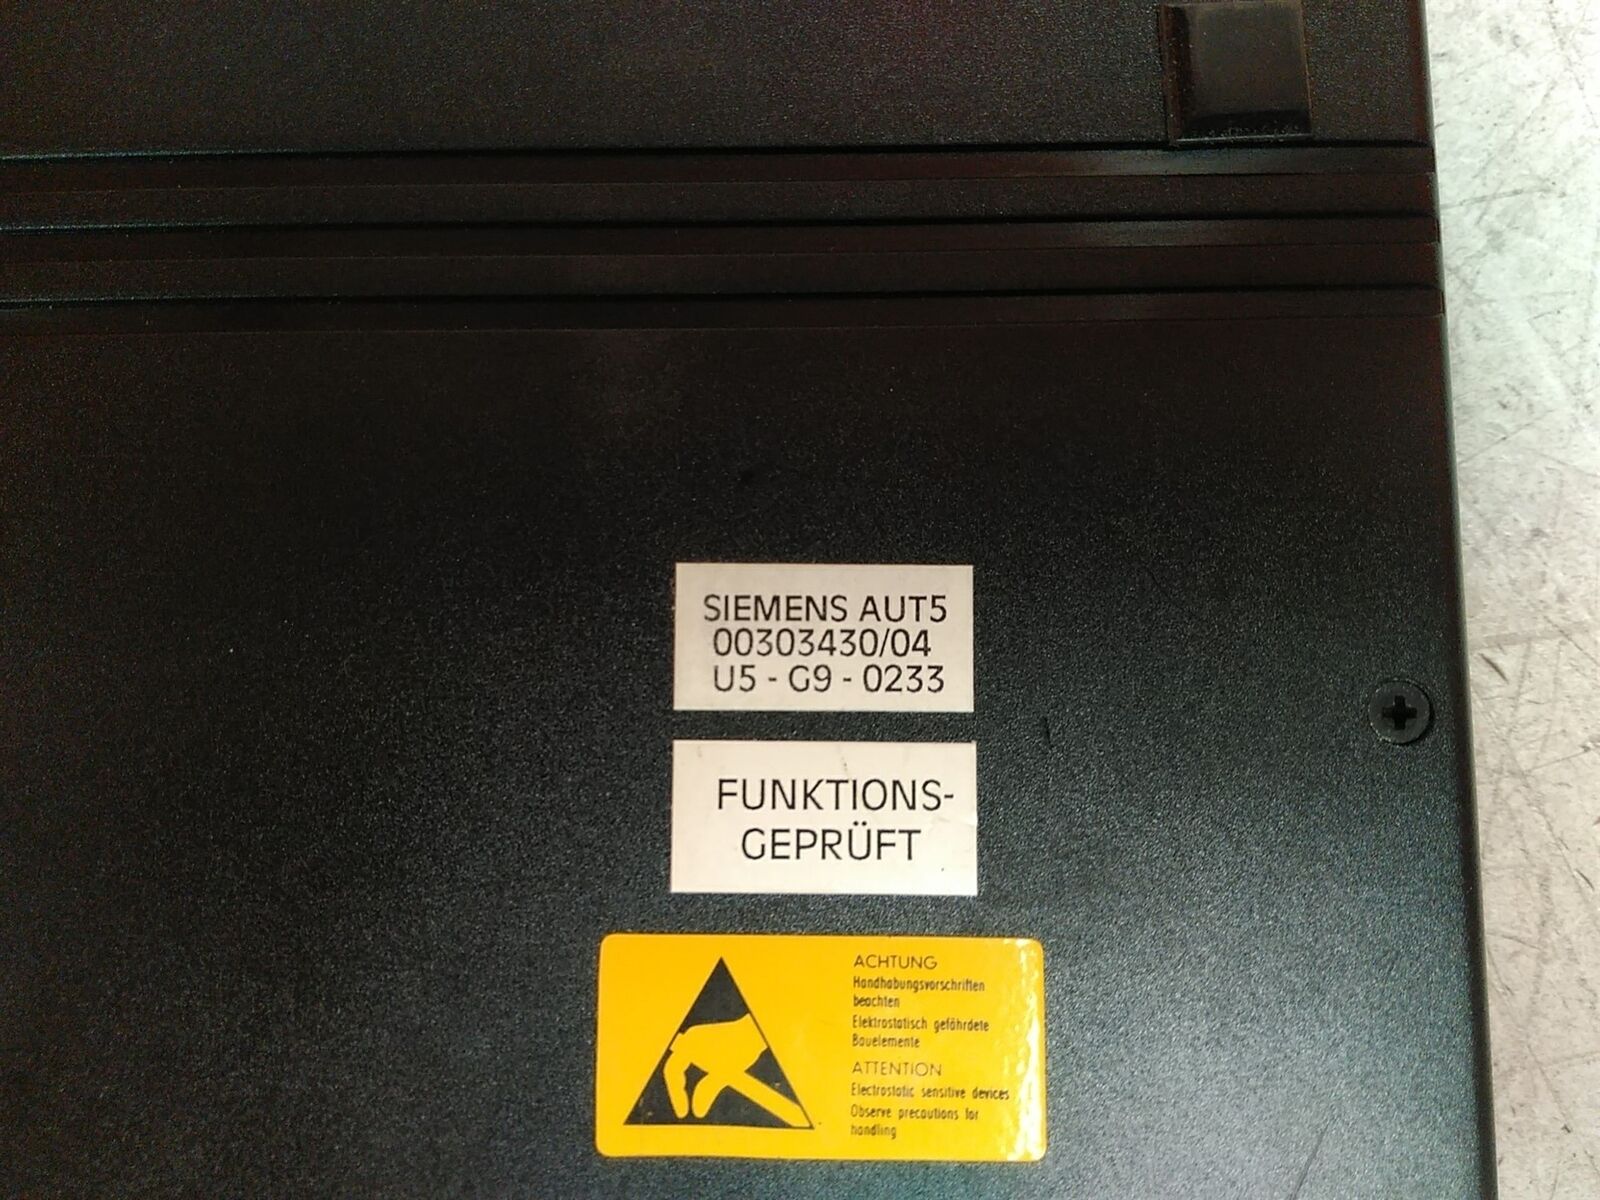 SIEMENS AUT5
00303430/04
U5 - G9 - 0233
FUNKTIONS-
GEPRÜFT
ACHTUNG
Handhabungsvorschriften
beachten
Elektrostatisch gefährdete
Bauelemente
ATTENTION
Electrostatic sensitive devices
Observe precautions for
handling